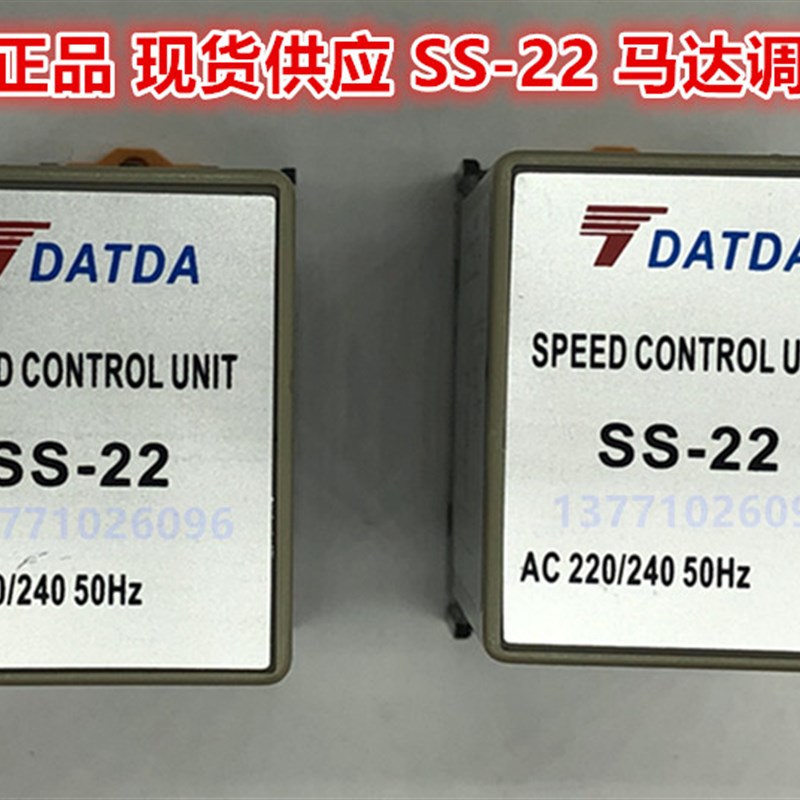 正品 现货供应 SS-22 马达调
DATDA
D CONTROL UNIT
SS-22
771026096
0/240 50Hz
DATDA
SPEED CONTROL U
SS-22
1377102609
AC 220/240 50Hz